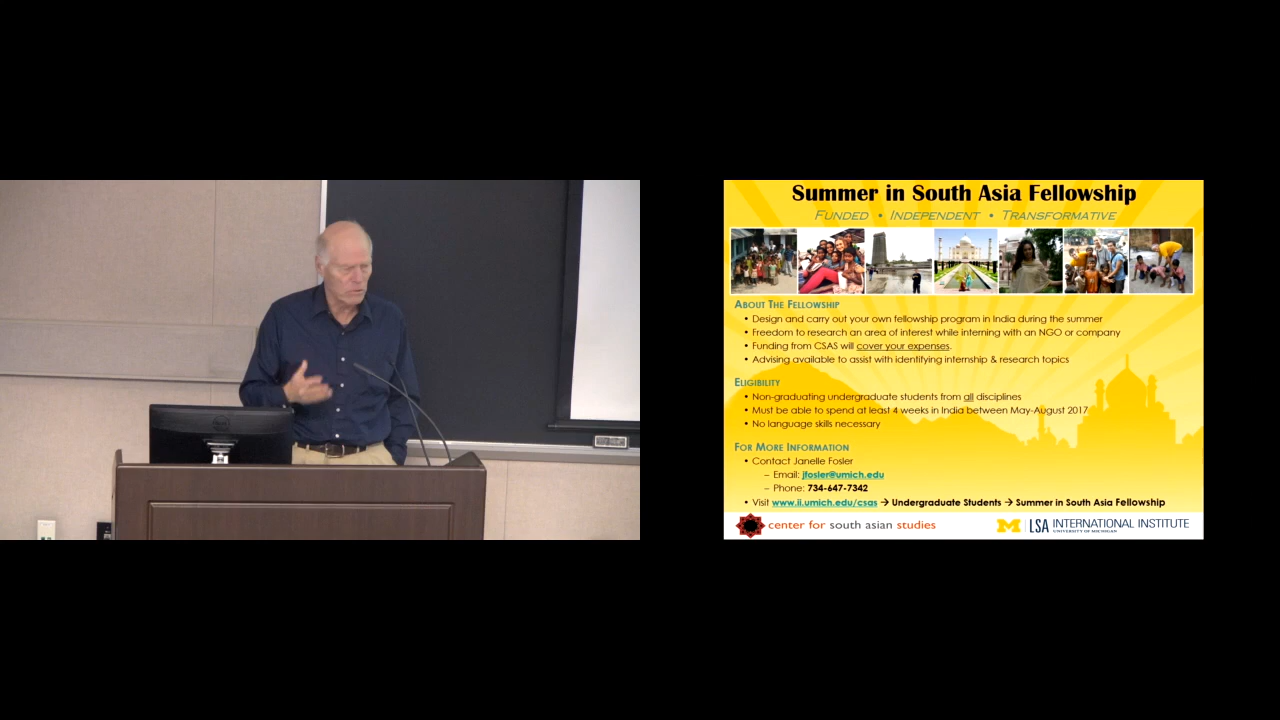 Summer in South Asia Fellowship
Funded • Independent • Transformative
About The Fellowship
• Design and carry out your own fellowship program in India during the summer
• Freedom to research an area of interest while interning with an NGO or company
• Funding from CSAS will cover your expenses.
• Advising available to assist with identifying internship & research topics
Eligibility
• Non-graduating undergraduate students from all disciplines
• Must be able to spend at least 4 weeks in India between May-August 2017
• No language skills necessary
For More Information
• Contact Janelle Fosler
– Email: jfosler@umich.edu
– Phone: 734-647-7342
• Visit www.ii.umich.edu/csas → Undergraduate Students → Summer in South Asia Fellowship
center for south asian studies
M LSA INTERNATIONAL INSTITUTE
UNIVERSITY OF MICHIGAN